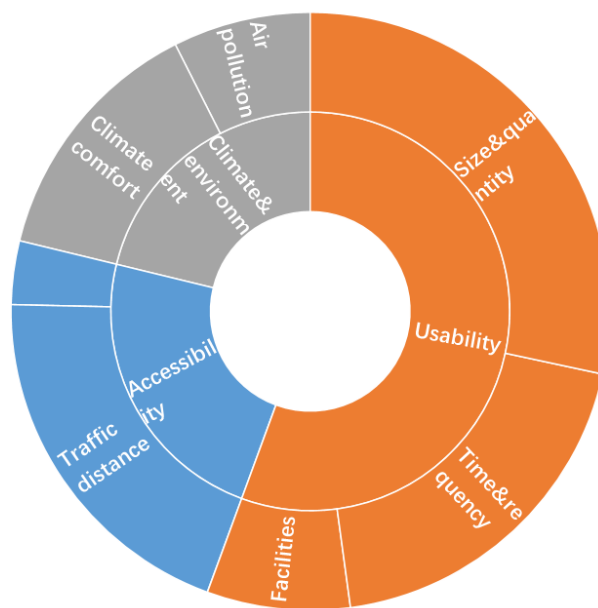 Air
pollution
Climate
comfort
Climate&
environm
ent
Size&qua
ntity
Usability
Accessibil
ity
Traffic
distance
Time&re
quency
Facilities